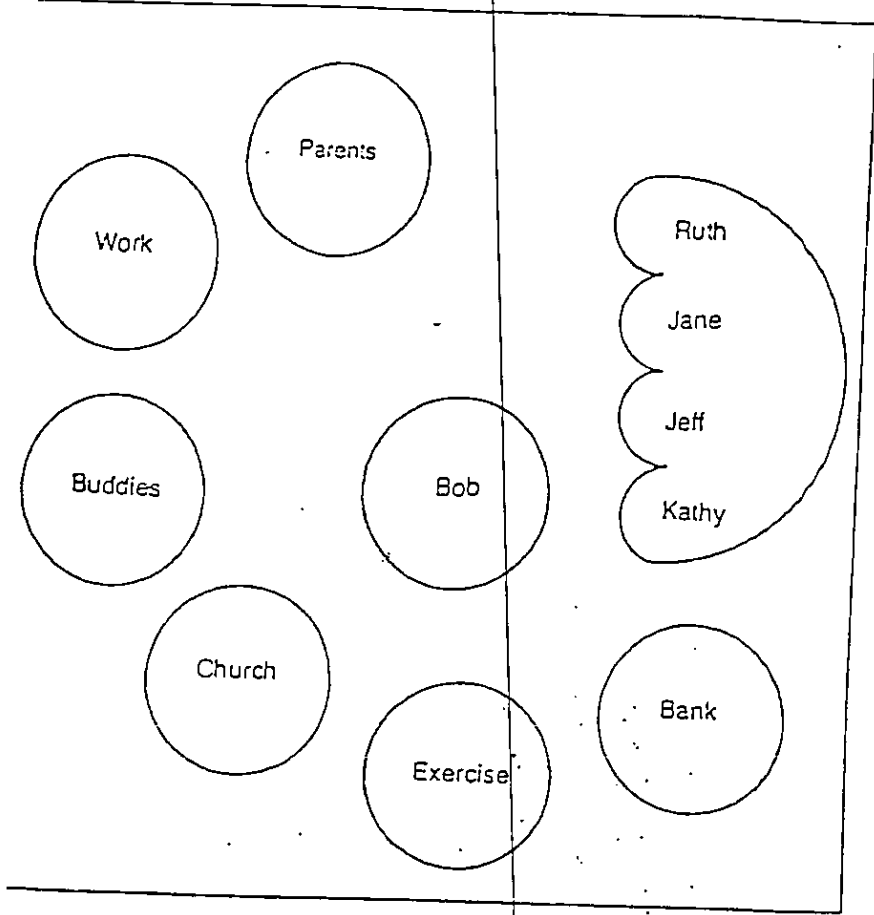 Parents
Work
Ruth
Jane
Jeff
Kathy
Buddies
Bob
Church
Bank
Exercise